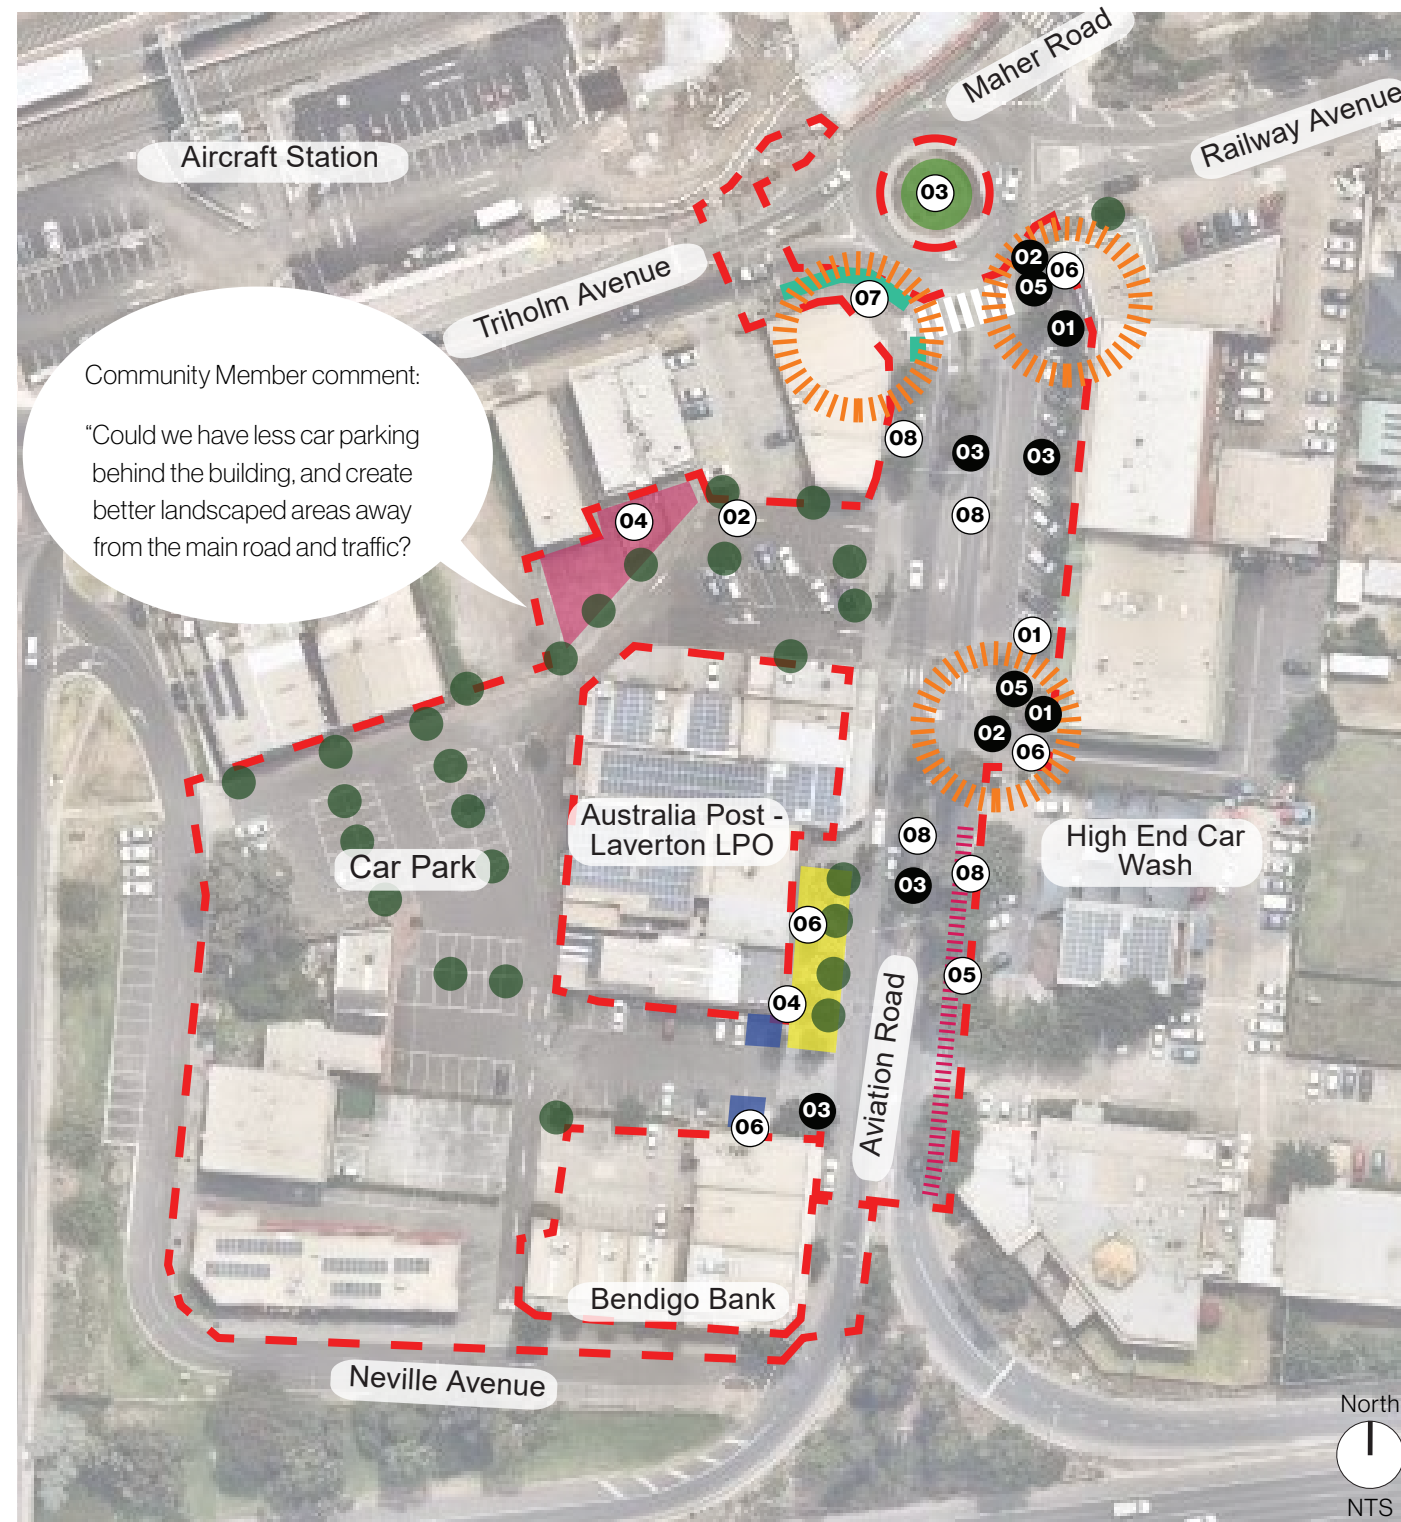 Maher Road
Railway Avenue
Aircraft Station
03
Triholm Avenue
02
06
05
07
01
Community Member comment:
“Could we have less car parking
behind the building, and create
better landscaped areas away
from the main road and traffic?
08
03
03
04
02
08
01
05
01
02
06
Australia Post -
Laverton LPO
08
High End Car
Wash
Car Park
03
08
06
05
04
Aviation Road
03
06
Bendigo Bank
Neville Avenue
North
NTS